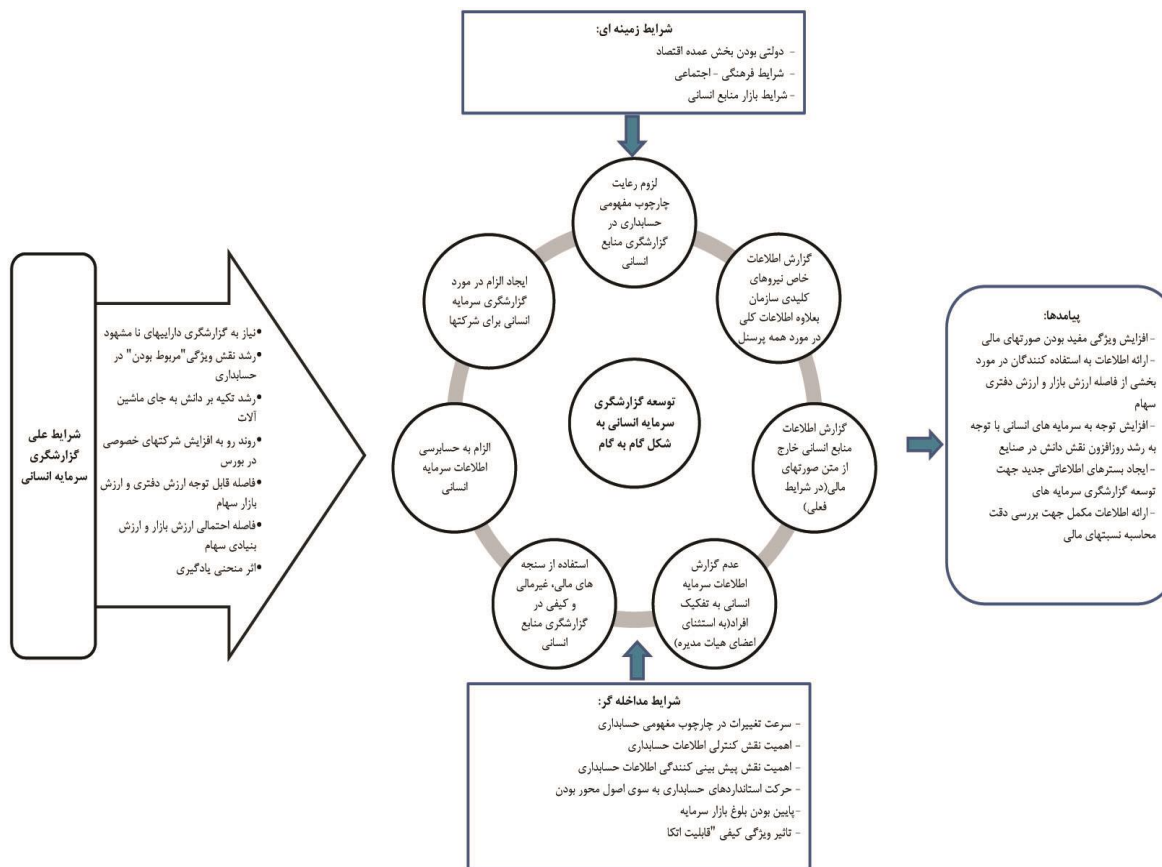 شرایط زمینه ای:
- دولتی بودن بخش عمده اقتصاد
- شرایط فرهنگی - اجتماعی
- شرایط بازار منابع انسانی
لزوم رعایت
چارچوب مفهومی
حسابداری در
گزارشگری منابع
انسانی
گزارش اطلاعات
خاص نیروهای
کلیدی سازمان
بعلاوه اطلاعات کلی
در مورد همه پرسنل
گزارش اطلاعات
منابع انسانی خارج
از متن صورتهای
مالی(در شرایط
فعلی)
عدم گزارش
اطلاعات سرمایه
انسانی به تفکیک
افراد(به استثنای
اعضای هیات مدیره)
استفاده از سنجه
های مالی، غیرمالی
و کیفی در
گزارشگری منابع
انسانی
الزام به حسابرسی
اطلاعات سرمایه
انسانی
ایجاد الزام در مورد
گزارشگری سرمایه
انسانی برای شرکتها
توسعه گزارشگری
سرمایه انسانی به
شکل گام به گام
شرایط علی
گزارشگری
سرمایه انسانی
•نیاز به گزارشگری داراییهای نا مشهود
•رشد نقش ویژگی"مربوط بودن" در
حسابداری
•رشد تکیه بر دانش به جای ماشین
آلات
•روند رو به افزایش شرکتهای خصوصی
در بورس
•فاصله قابل توجه ارزش دفتری و ارزش
بازار سهام
•فاصله احتمالی ارزش بازار و ارزش
بنیادی سهام
•اثر منحنی یادگیری
پیامدها:
-افزایش ویژگی مفید بودن صورتهای مالی
-ارائه اطلاعات به استفاده کنندگان در مورد
بخشی از فاصله ارزش بازار و ارزش دفتری
سهام
-افزایش توجه به سرمایه های انسانی با توجه
به رشد روزافزون نقش دانش در صنایع
-ایجاد بسترهای اطلاعاتی جدید جهت
توسعه گزارشگری سرمایه های
-ارائه اطلاعات مکمل جهت بررسی دقت
محاسبه نسبتهای مالی
شرایط مداخله گر:
- سرعت تغییرات در چارچوب مفهومی حسابداری
- اهمیت نقش کنترلی اطلاعات حسابداری
- اهمیت نقش پیش بینی کنندگی اطلاعات حسابداری
- حرکت استانداردهای حسابداری به سوی اصول محور بودن
-پایین بودن بلوغ بازار سرمایه
- تاثیر ویژگی کیفی "قابلیت اتکا